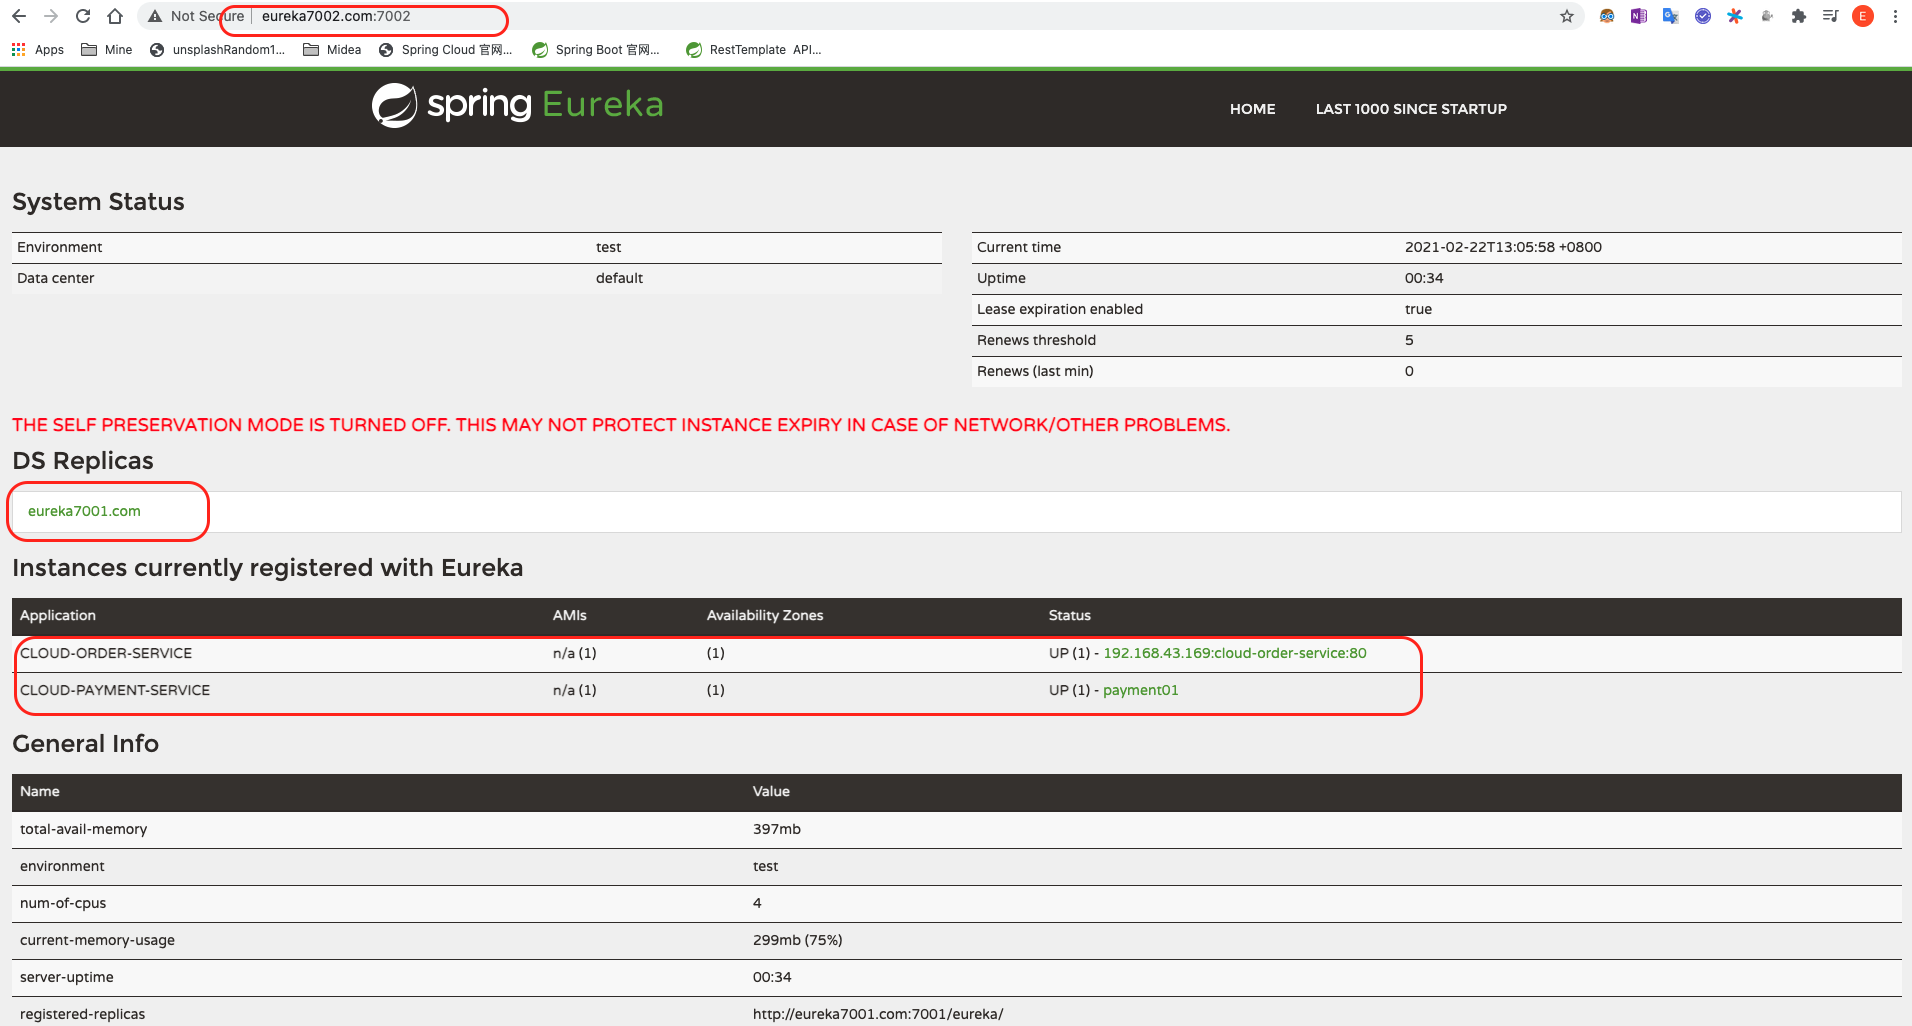 Not Secure eureka7002.com:7002
Apps Mine unsplashRandom1... Midea Spring Cloud 官网... Spring Boot 官网... RestTemplate API...
spring Eureka HOME LAST 1000 SINCE STARTUP
System Status
Environment test Current time 2021-02-22T13:05:58 +0800
Data center default Uptime 00:34
Lease expiration enabled true
Renews threshold 5
Renews (last min) 0
THE SELF PRESERVATION MODE IS TURNED OFF. THIS MAY NOT PROTECT INSTANCE EXPIRY IN CASE OF NETWORK/OTHER PROBLEMS.
DS Replicas
eureka7001.com
Instances currently registered with Eureka
Application AMIs Availability Zones Status
CLOUD-ORDER-SERVICE n/a (1) (1) UP (1) - 192.168.43.169:cloud-order-service:80
CLOUD-PAYMENT-SERVICE n/a (1) (1) UP (1) - payment01
General Info
Name Value
total-avail-memory 397mb
environment test
num-of-cpus 4
current-memory-usage 299mb (75%)
server-uptime 00:34
registered-replicas http://eureka7001.com:7001/eureka/